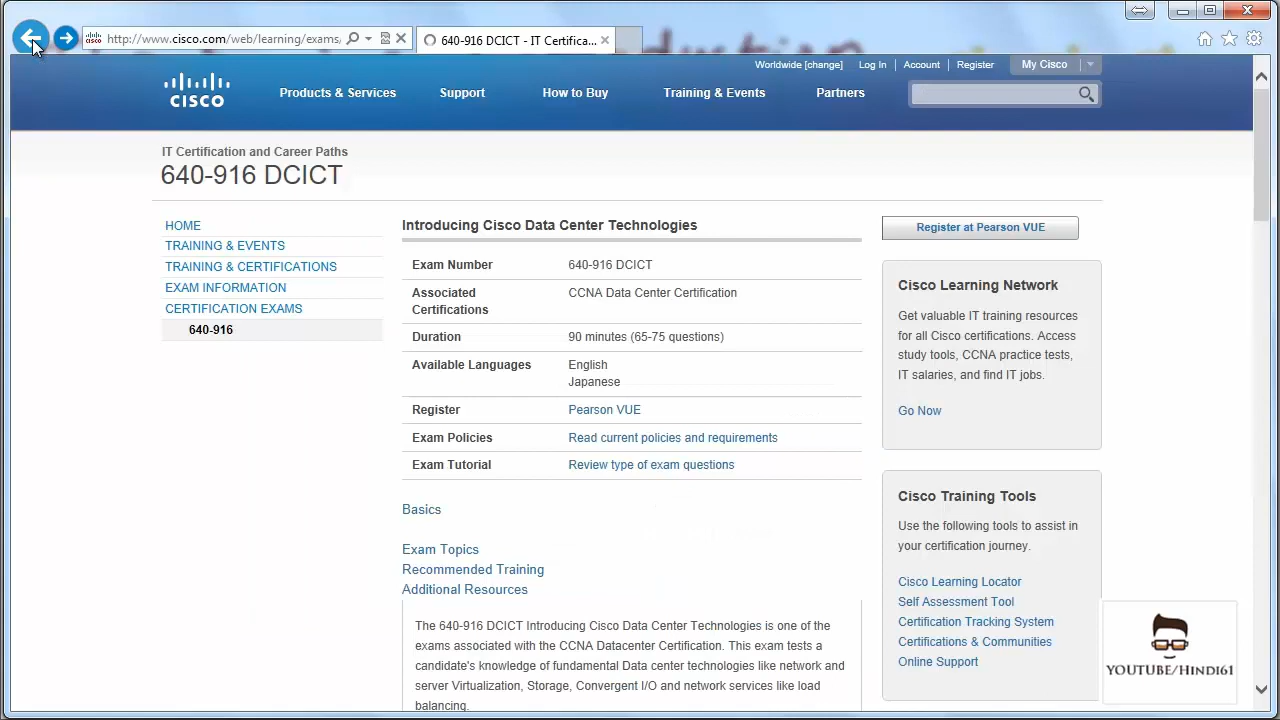 http://www.cisco.com/web/learning/exams/
640-916 DCICT - IT Certifica...
Worldwide [change] Log In Account Register My Cisco
CISCO
Products & Services Support How to Buy Training & Events Partners
IT Certification and Career Paths
640-916 DCICT
HOME
TRAINING & EVENTS
TRAINING & CERTIFICATIONS
EXAM INFORMATION
CERTIFICATION EXAMS
640-916
Introducing Cisco Data Center Technologies
Exam Number 640-916 DCICT
Associated Certifications CCNA Data Center Certification
Duration 90 minutes (65-75 questions)
Available Languages English
Japanese
Register Pearson VUE
Exam Policies Read current policies and requirements
Exam Tutorial Review type of exam questions
Basics
Exam Topics
Recommended Training
Additional Resources
The 640-916 DCICT Introducing Cisco Data Center Technologies is one of the
exams associated with the CCNA Datacenter Certification. This exam tests a
candidate's knowledge of fundamental Data center technologies like network and
server Virtualization, Storage, Convergent I/O and network services like load
balancing.
Register at Pearson VUE
Cisco Learning Network
Get valuable IT training resources
for all Cisco certifications. Access
study tools, CCNA practice tests,
IT salaries, and find IT jobs.
Go Now
Cisco Training Tools
Use the following tools to assist in
your certification journey.
Cisco Learning Locator
Self Assessment Tool
Certification Tracking System
Certifications & Communities
Online Support
YOUTUBE/HINDI61